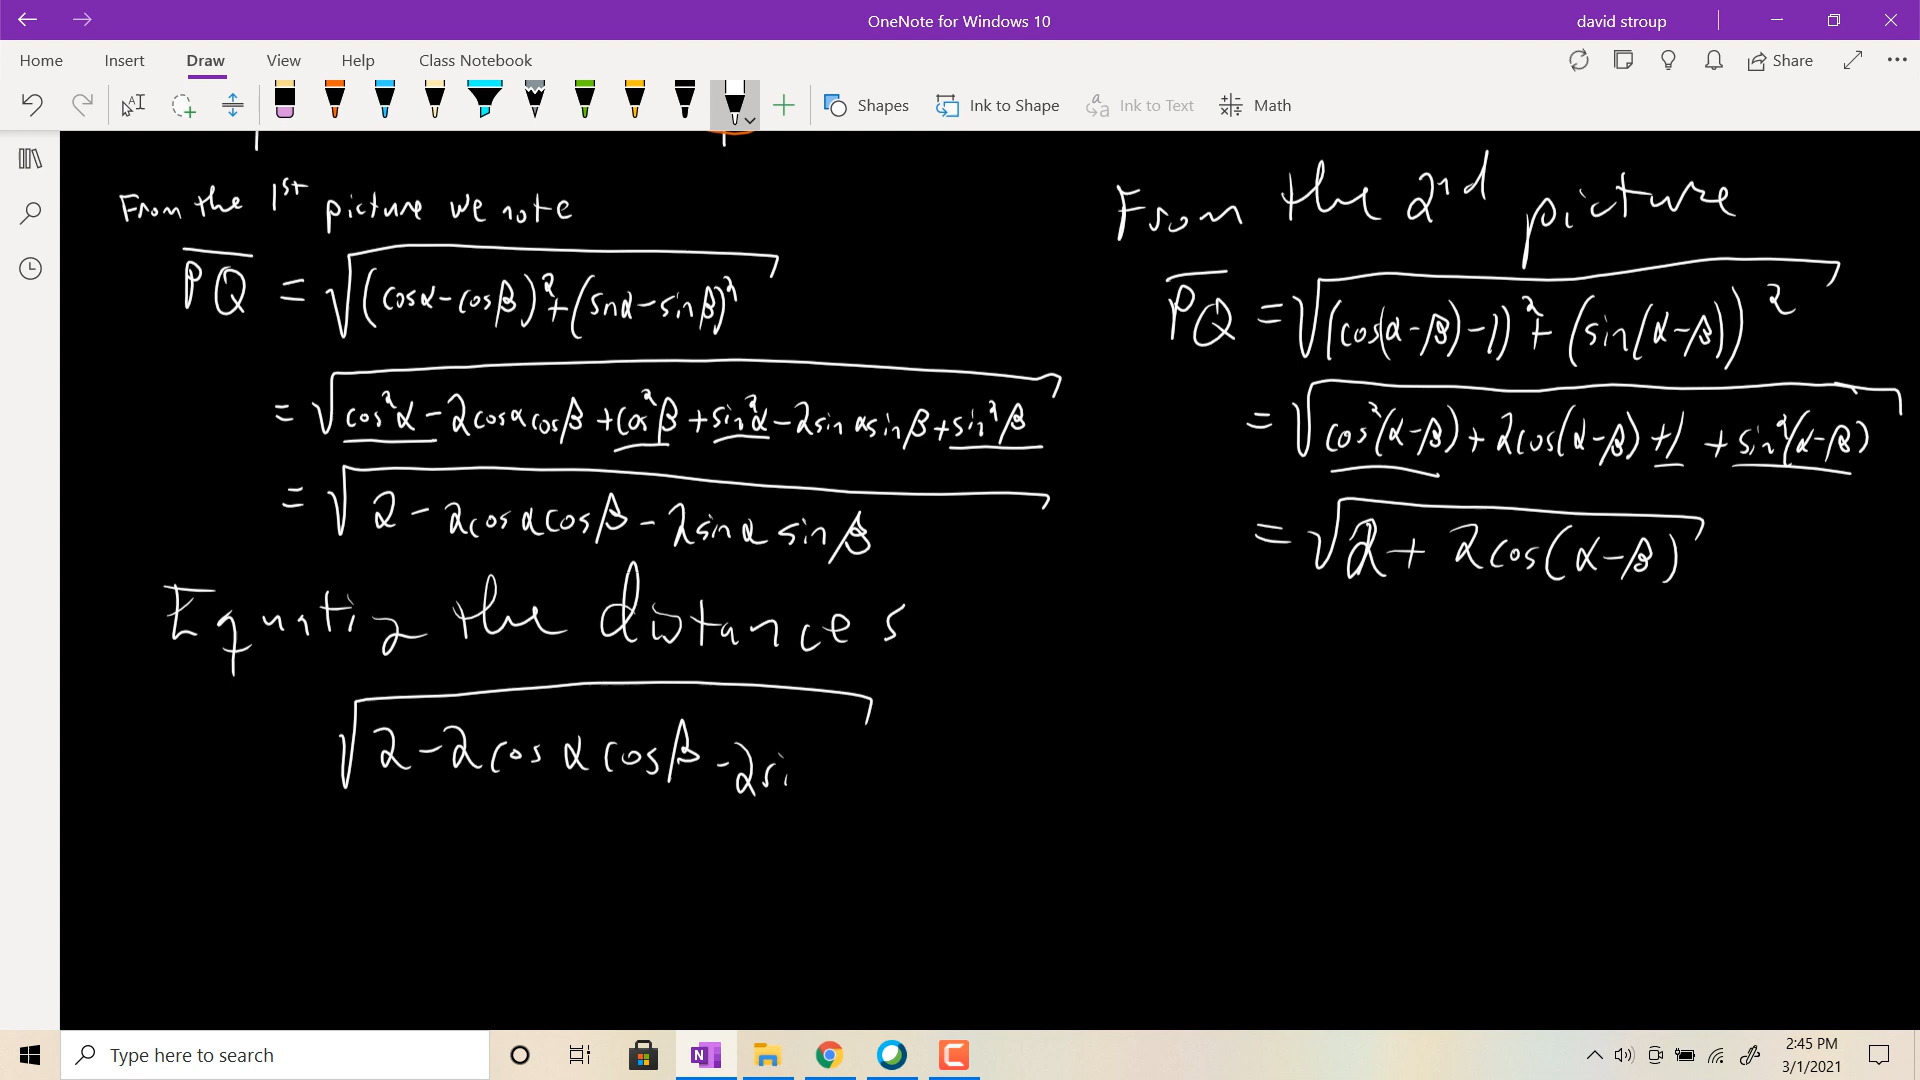 OneNote for Windows 10
david stroup
Home Insert Draw View Help Class Notebook
Share
Shapes Ink to Shape Ink to Text Math
From the 1st picture we note
PQ̅ = √((cosα-cosβ)²+(snα-sinβ)²)
= √(cos²α-2cosαcosβ+cos²β+sin²α-2sinαsinβ+sin²β)
= √(2-2cosαcosβ-2sinαsinβ)
Equatig the distances
√(2-2cosαcosβ-2si
From the 2nd picture
PQ̅ = √((cos(α-β)-1)²+(sin(α-β))²)
= √(cos²(α-β)+2cos(α-β)+1+sin²(α-β))
= √(2+2cos(α-β))
Type here to search
2:45 PM
3/1/2021